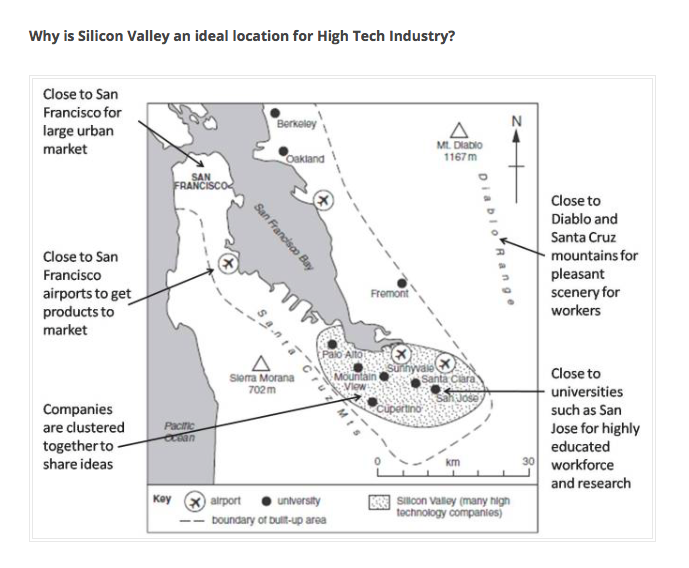 Why is Silicon Valley an ideal location for High Tech Industry?
Close to San
Francisco for
large urban
market
Close to San
Francisco
airports to get
products to
market
Companies
are clustered
together to
share ideas
Berkeley
Oakland
SAN
FRANCISCO
San Francisco Bay
Mt. Diablo
1167 m
N
Diablo Range
Fremont
Santa Cruz Mts
Sierra Morana
702 m
Pacific
Ocean
Palo Alto
Mountain
View
Sunnyvale
Santa Clara
San Jose
Cupertino
0 km 30
Close to
Diablo and
Santa Cruz
mountains for
pleasant
scenery for
workers
Close to
universities
such as San
Jose for highly
educated
workforce
and research
Key
airport
university
Silicon Valley (many high
technology companies)
boundary of built-up area